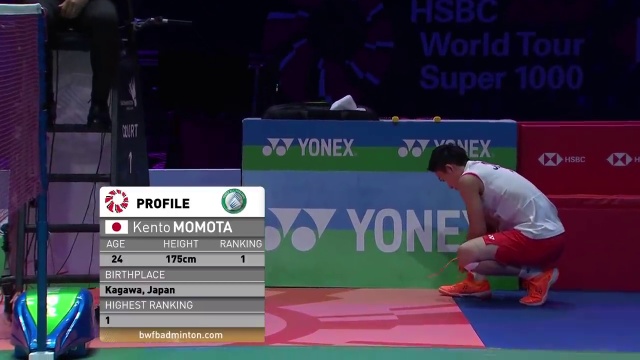 HSBC
World Tour
Super 1000
COURT
1
YONEX
YONEX
YONEX
HSBC
HSBC
PROFILE
Kento MOMOTA
AGE HEIGHT RANKING
24 175cm 1
BIRTHPLACE
Kagawa, Japan
HIGHEST RANKING
1
bwfbadminton.com